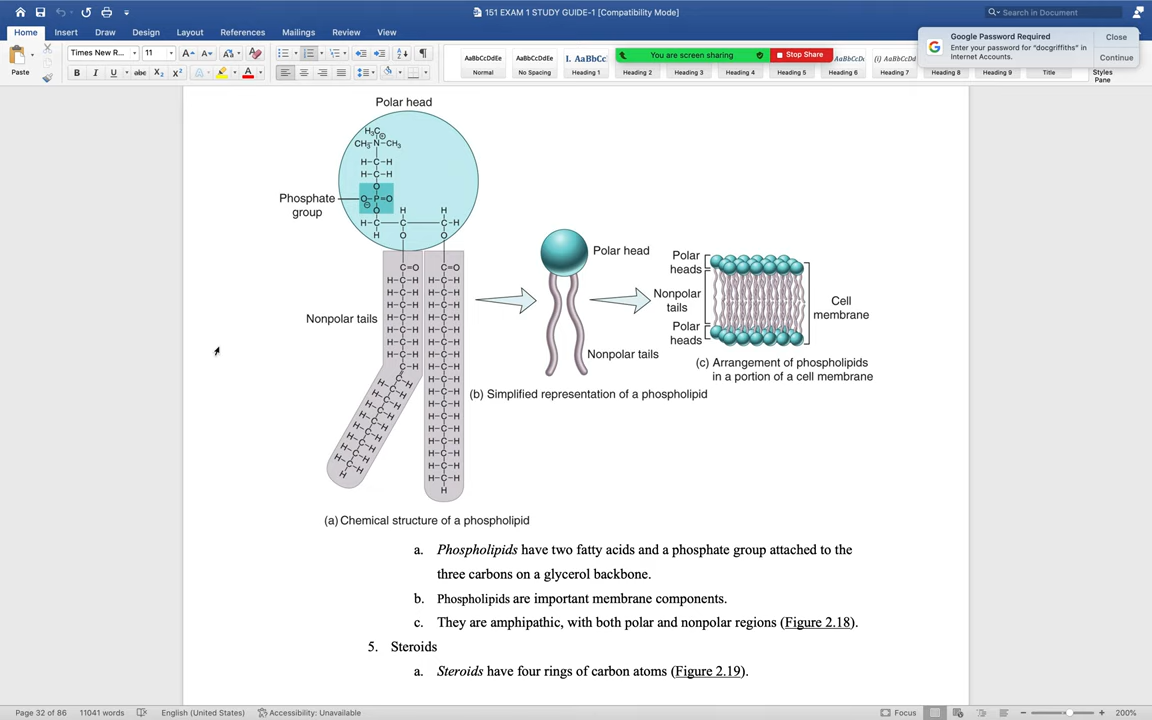 151 EXAM 1 STUDY GUIDE-1 [Compatibility Mode]
Search in Document
Home Insert Draw Design Layout References Mailings Review View
Google Password Required
Enter your password for “docgriffiths” in
Internet Accounts.
Close
Continue
Paste
Times New R...
11
You are screen sharing
Stop Share
AaBbCcDdEe
AaBbCcDdEe
I. AaBbCc
AaBbCcDd
(i) AaBbCcDd
Normal No Spacing Heading 1 Heading 2 Heading 3 Heading 4 Heading 5 Heading 6 Heading 7 Heading 8 Heading 9 Title
Styles
Pane
Polar head
Phosphate
group
Nonpolar tails
(a) Chemical structure of a phospholipid
Polar head
Nonpolar tails
(b) Simplified representation of a phospholipid
Polar
heads
Nonpolar
tails
Polar
heads
Cell
membrane
(c) Arrangement of phospholipids
in a portion of a cell membrane
a. Phospholipids have two fatty acids and a phosphate group attached to the
three carbons on a glycerol backbone.
b. Phospholipids are important membrane components.
c. They are amphipathic, with both polar and nonpolar regions (Figure 2.18).
5. Steroids
a. Steroids have four rings of carbon atoms (Figure 2.19).
Page 32 of 86 11041 words English (United States) Accessibility: Unavailable Focus 200%